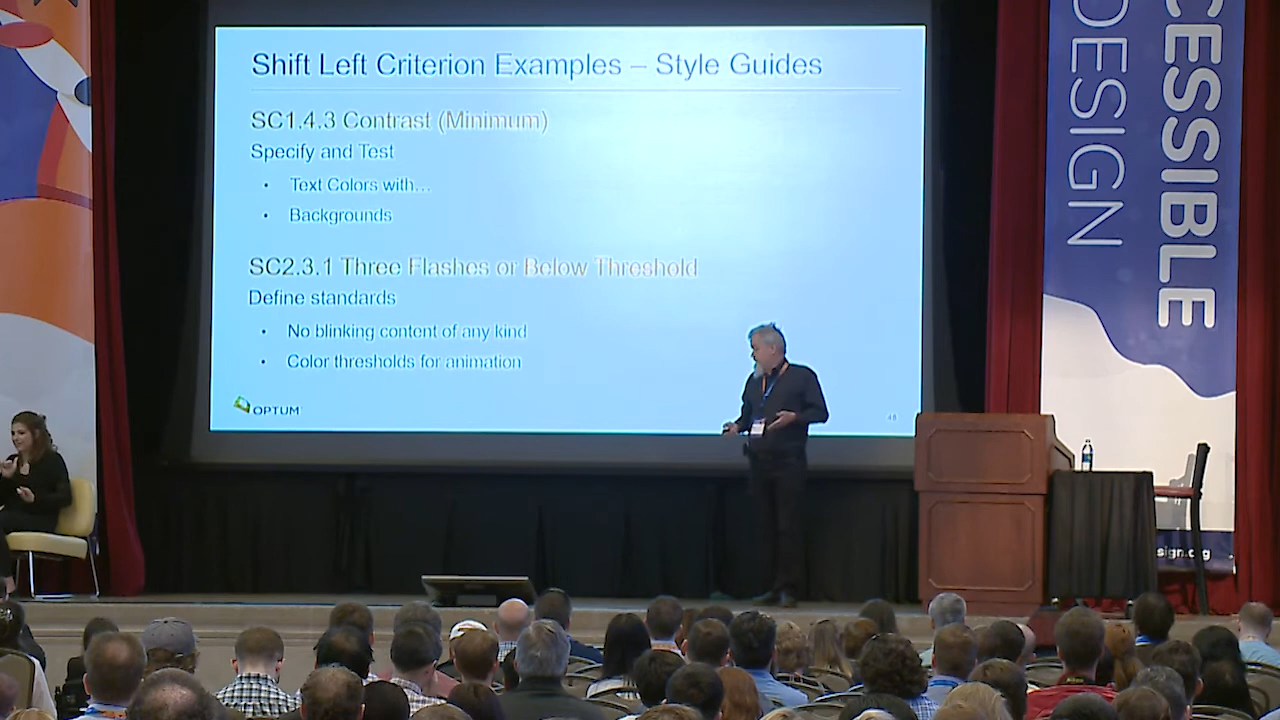 Shift Left Criterion Examples – Style Guides
SC1.4.3 Contrast (Minimum)
Specify and Test
• Text Colors with…
• Backgrounds
SC2.3.1 Three Flashes or Below Threshold
Define standards
• No blinking content of any kind
• Color thresholds for animation
OPTUM
48
CESSIBLE
DESIGN
sign.org